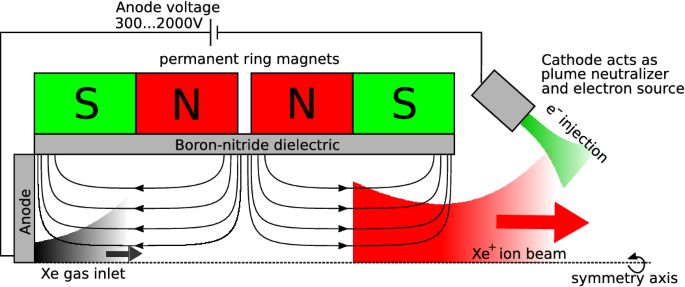 Anode voltage
300...2000V
permanent ring magnets
Cathode acts as
plume neutralizer
and electron source
S N N S
e⁻ injection
Boron-nitride dielectric
Anode
Xe gas inlet
Xe⁺ ion beam
symmetry axis